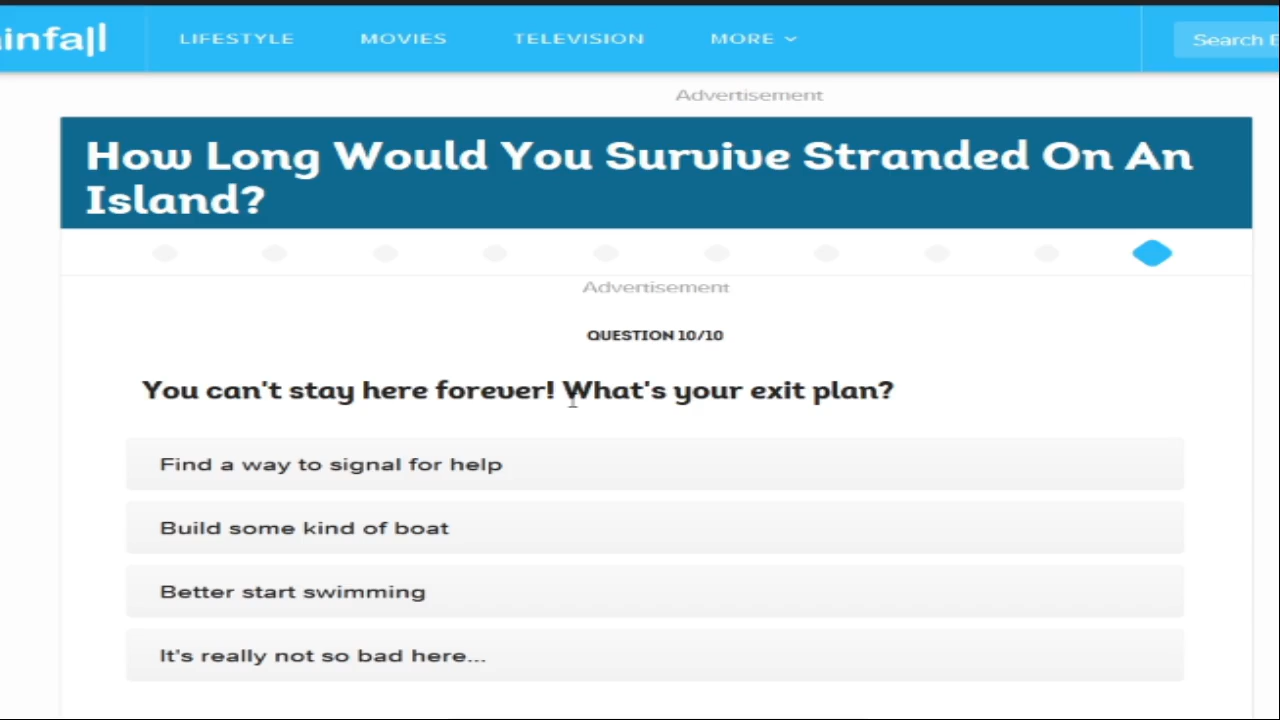 infall LIFESTYLE MOVIES TELEVISION MORE Search
Advertisement
How Long Would You Survive Stranded On An
Island?
Advertisement
QUESTION 10/10
You can't stay here forever! What's your exit plan?
Find a way to signal for help
Build some kind of boat
Better start swimming
It's really not so bad here...